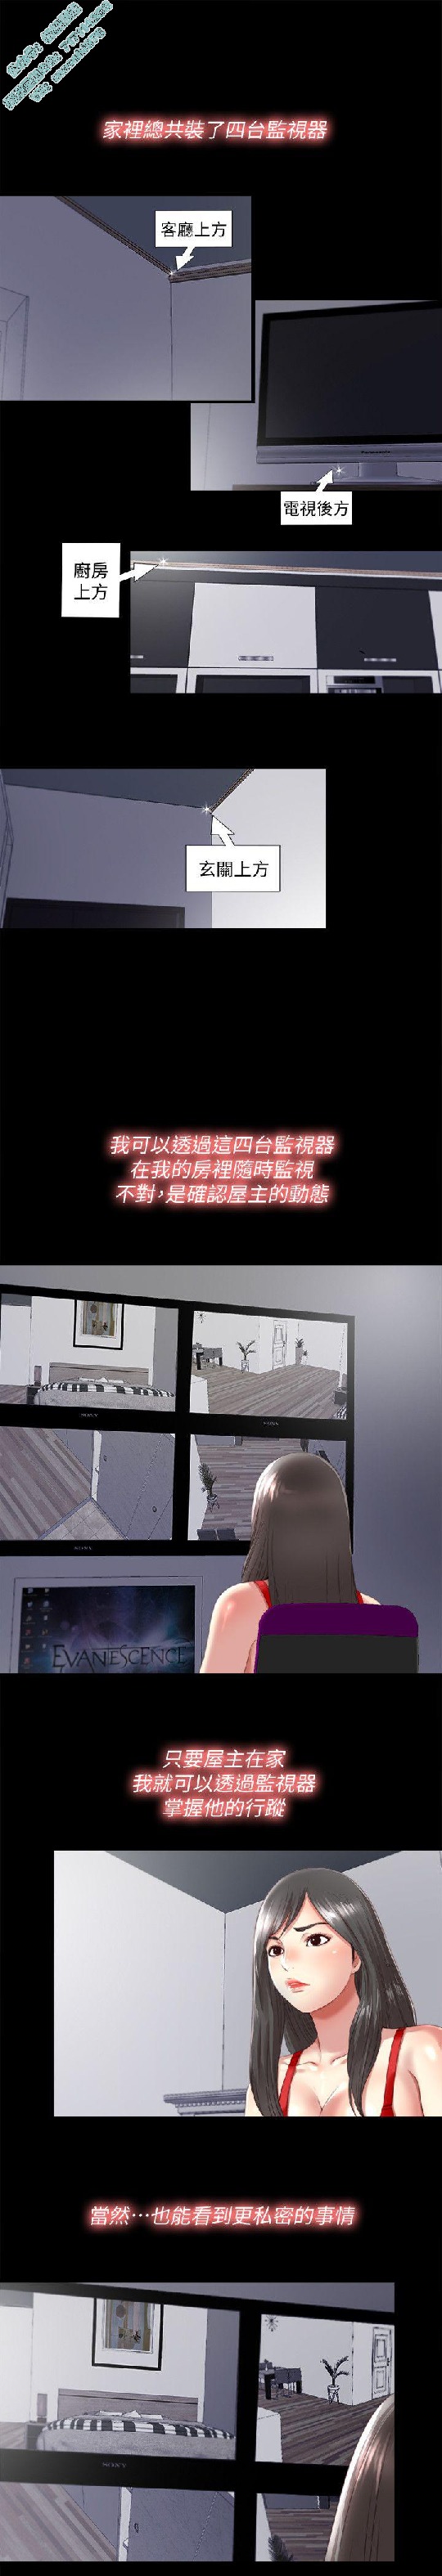 家裡總共裝了四台監視器
客廳上方
電視後方
廚房
上方
玄關上方
我可以透過這四台監視器
在我的房裡隨時監視
不對，是確認屋主的動態
SONY
SONY
SONY
EVANESCENCE
只要屋主在家
我就可以透過監視器
掌握他的行蹤
當然⋯也能看到更私密的事情
SONY